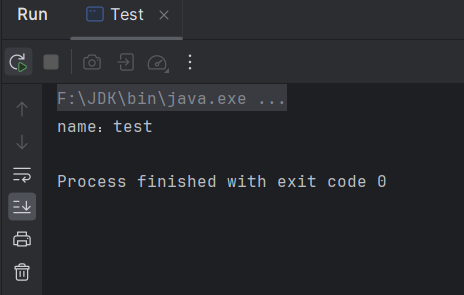 Run Test
F:\JDK\bin\java.exe ...
name：test
Process finished with exit code 0